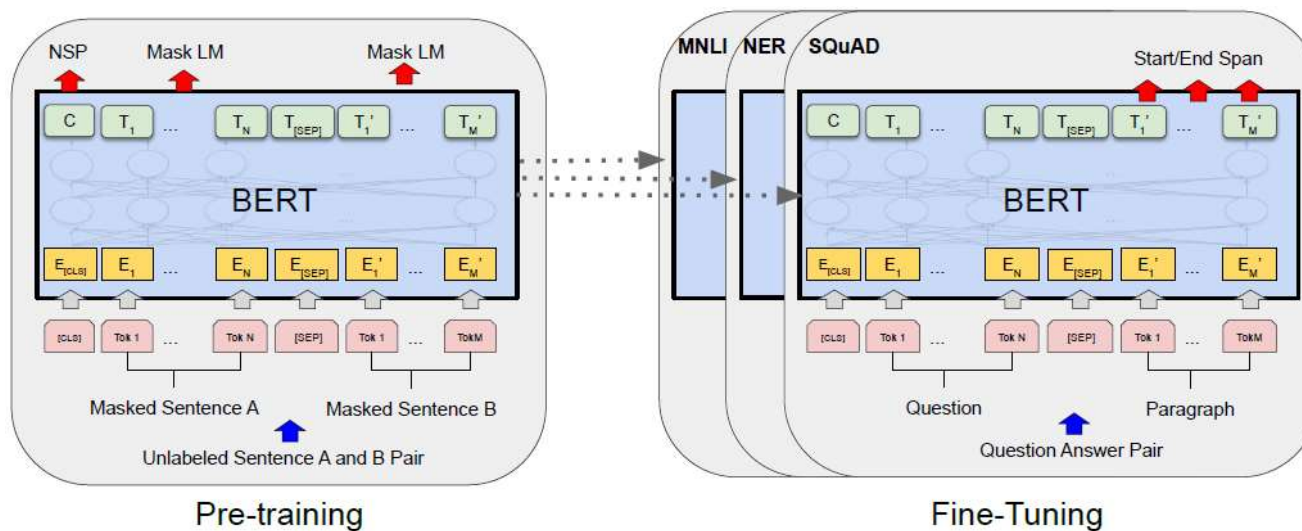 NSP Mask LM Mask LM
C T1 ... TN T[SEP] T1' ... TM'
BERT
E[CLS] E1 ... EN E[SEP] E1' ... EM'
[CLS] Tok 1 ... Tok N [SEP] Tok 1 ... TokM
Masked Sentence A Masked Sentence B
Unlabeled Sentence A and B Pair
Pre-training
MNLI NER SQuAD
Start/End Span
C T1 ... TN T[SEP] T1' ... TM'
BERT
E[CLS] E1 ... EN E[SEP] E1' ... EM'
[CLS] Tok 1 ... Tok N [SEP] Tok 1 ... TokM
Question Paragraph
Question Answer Pair
Fine-Tuning